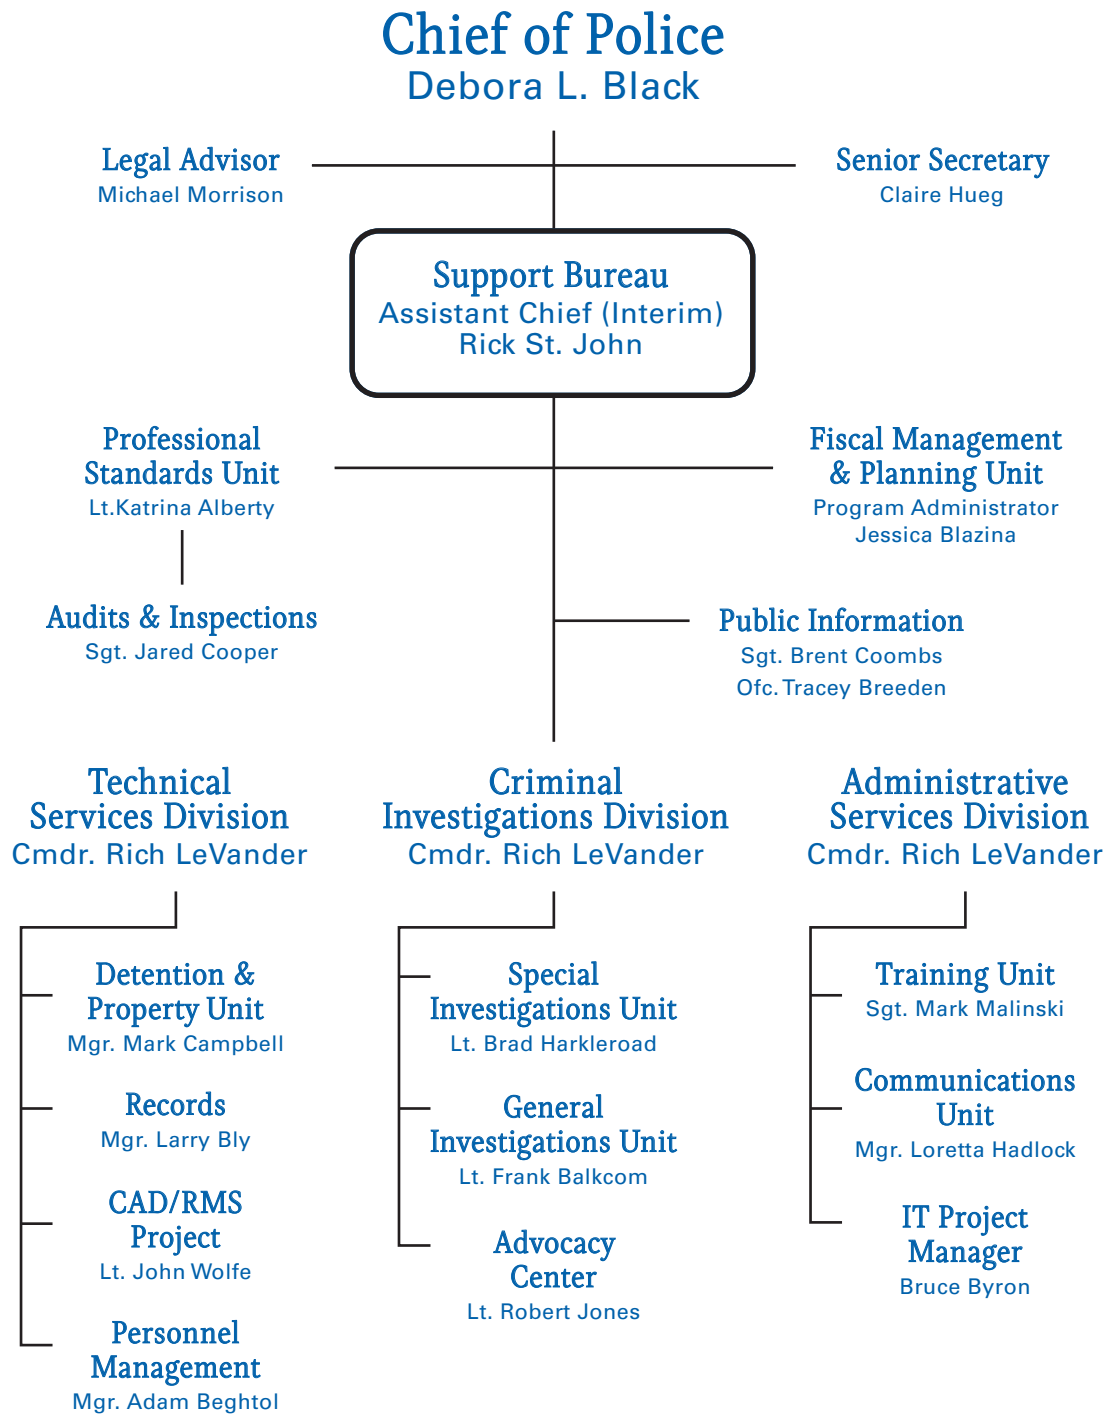 Chief of Police
Debora L. Black
Legal Advisor
Michael Morrison
Senior Secretary
Claire Hueg
Support Bureau
Assistant Chief (Interim)
Rick St. John
Professional
Standards Unit
Lt.Katrina Alberty
Fiscal Management
& Planning Unit
Program Administrator
Jessica Blazina
Audits & Inspections
Sgt. Jared Cooper
Public Information
Sgt. Brent Coombs
Ofc. Tracey Breeden
Technical
Services Division
Cmdr. Rich LeVander
Criminal
Investigations Division
Cmdr. Rich LeVander
Administrative
Services Division
Cmdr. Rich LeVander
Detention &
Property Unit
Mgr. Mark Campbell
Records
Mgr. Larry Bly
CAD/RMS
Project
Lt. John Wolfe
Personnel
Management
Mgr. Adam Beghtol
Special
Investigations Unit
Lt. Brad Harkleroad
General
Investigations Unit
Lt. Frank Balkcom
Advocacy
Center
Lt. Robert Jones
Training Unit
Sgt. Mark Malinski
Communications
Unit
Mgr. Loretta Hadlock
IT Project
Manager
Bruce Byron